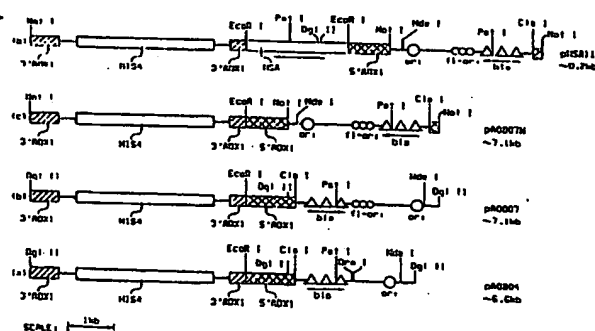 Not I EcoR I Pst I Bgl II EcoR I Not I Nde I Pst I Cla I Not I
3'AOX1 HIS4 3'AOX1 HSA 5'AOX1 ori f1-ori bla
EcoR I Not I Nde I Pst I Cla I Not I
(c) pAO807N
~7.1kb
3'AOX1 HIS4 3'AOX1 5'AOX1 ori f1-ori bla
Bgl II EcoR I Bgl II Cla I Pst I Nde I Bgl II
(b) pAO807
~7.1kb
3'AOX1 HIS4 3'AOX1 5'AOX1 bla f1-ori ori
Bgl II EcoR I Bgl II Cla I Pst I Dra I Nde I Bgl II
(a) pAO804
~6.6kb
3'AOX1 HIS4 3'AOX1 5'AOX1 bla ori
SCALE: 1kb